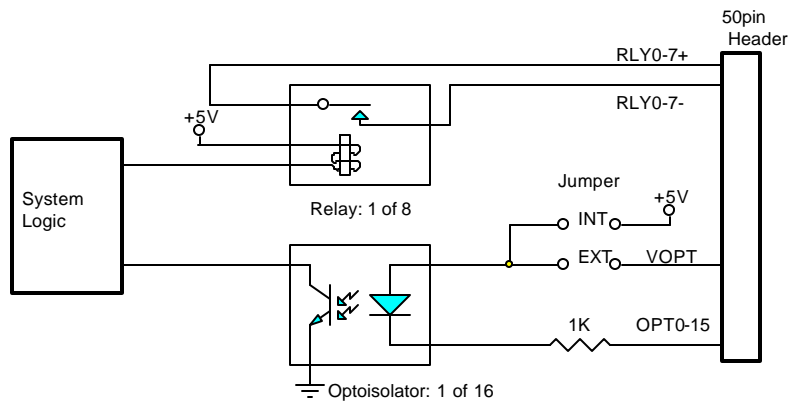 50pin
Header
RLY0-7+
RLY0-7-
+5V
System
Logic
Relay: 1 of 8
Jumper
+5V
INT
EXT
VOPT
1K
OPT0-15
Optoisolator: 1 of 16